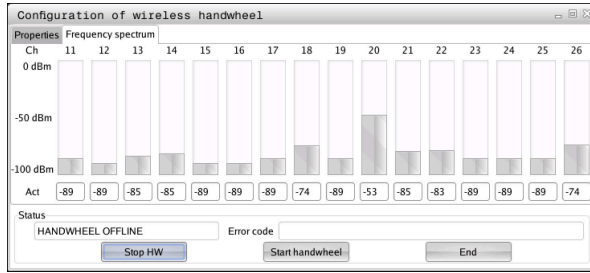 Configuration of wireless handwheel
Properties Frequency spectrum
Ch 11 12 13 14 15 16 17 18 19 20 21 22 23 24 25 26
0 dBm
-50 dBm
-100 dBm
Act -89 -89 -85 -85 -89 -89 -89 -74 -89 -53 -85 -83 -89 -89 -89 -74
Status
HANDWHEEL OFFLINE Error code
Stop HW Start handwheel End